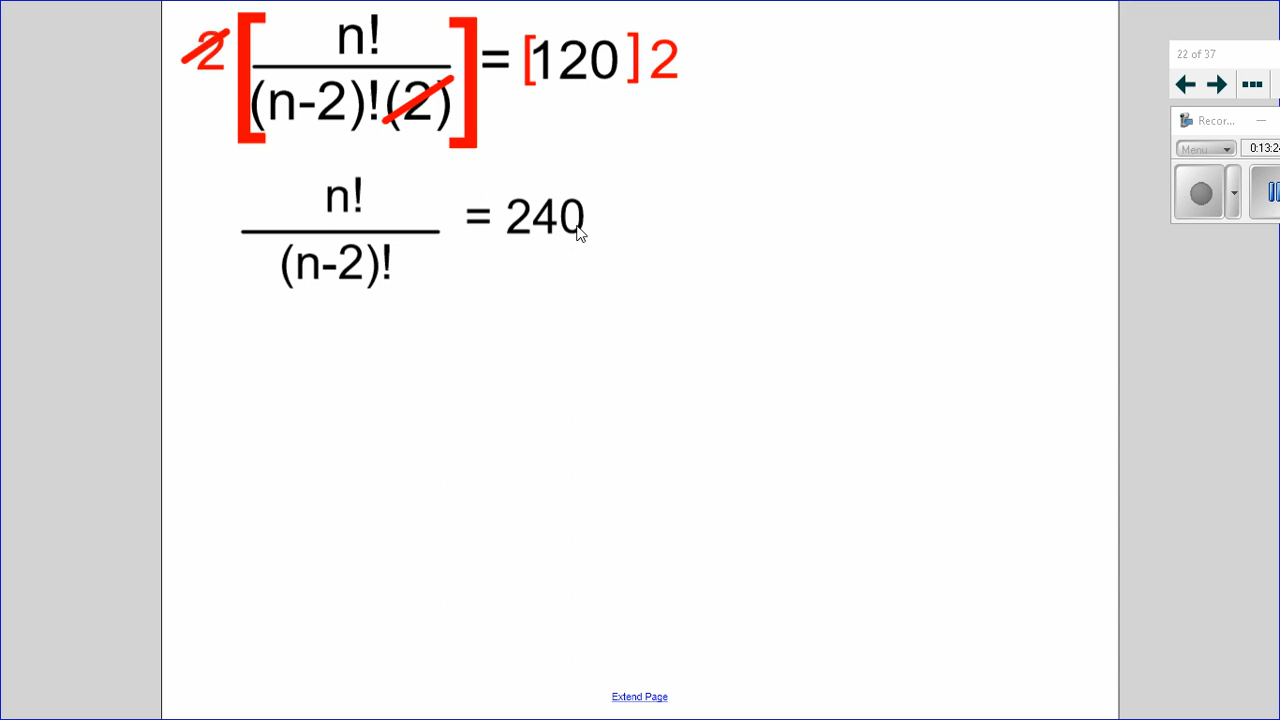 2 [ n! / (n-2)!(2) ] = [120]2
n! / (n-2)! = 240
22 of 37
Recor...
Menu
0:13:2
Extend Page